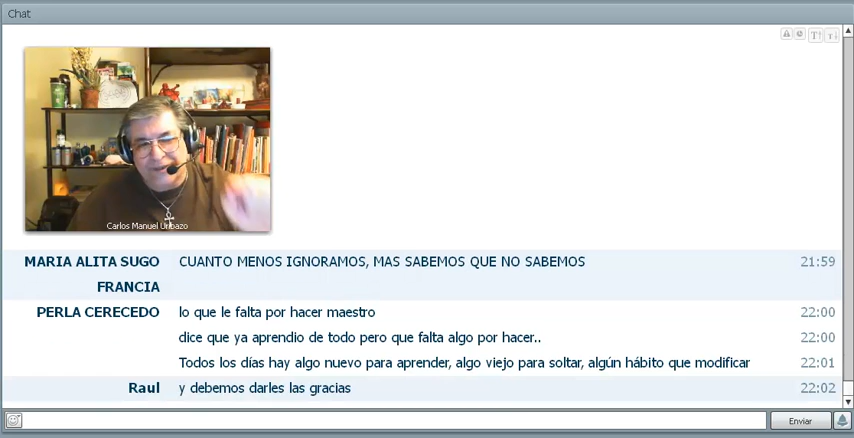 Chat
Carlos Manuel Uribazo
MARIA ALITA SUGO CUANTO MENOS IGNORAMOS, MAS SABEMOS QUE NO SABEMOS 21:59
FRANCIA
PERLA CERECEDO lo que le falta por hacer maestro 22:00
dice que ya aprendio de todo pero que falta algo por hacer.. 22:00
Todos los días hay algo nuevo para aprender, algo viejo para soltar, algún hábito que modificar 22:01
Raul y debemos darles las gracias 22:02
Enviar